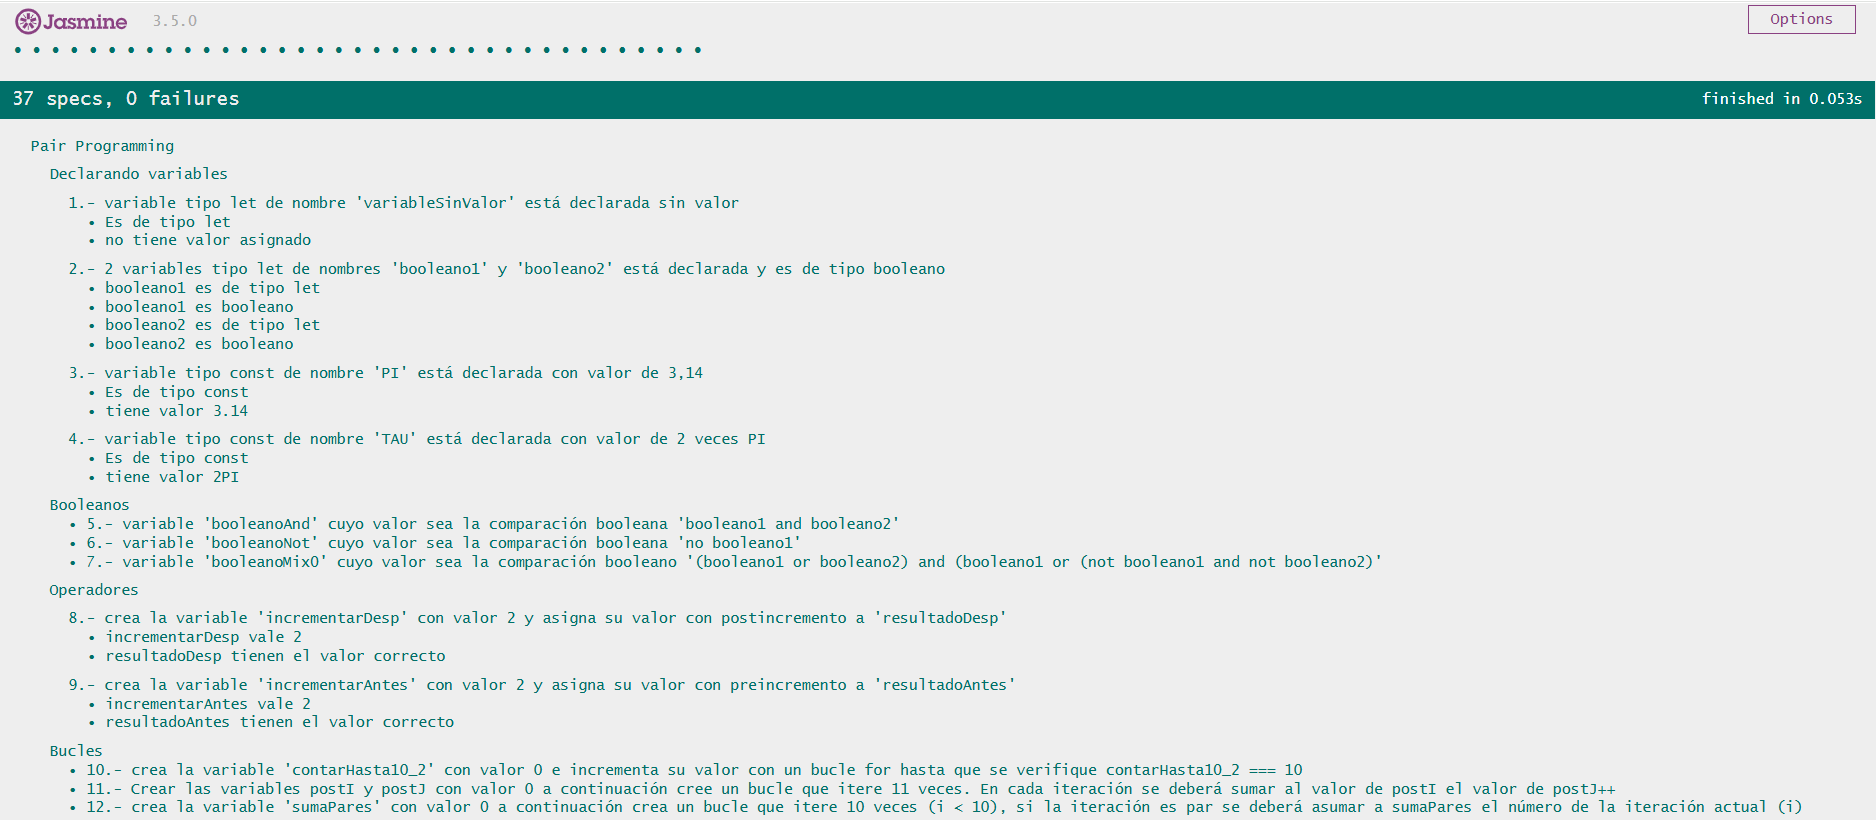 Jasmine 3.5.0 Options
37 specs, 0 failures finished in 0.053s
Pair Programming
Declarando variables
1.- variable tipo let de nombre 'variableSinValor' está declarada sin valor
• Es de tipo let
• no tiene valor asignado
2.- 2 variables tipo let de nombres 'booleano1' y 'booleano2' está declarada y es de tipo booleano
• booleano1 es de tipo let
• booleano1 es booleano
• booleano2 es de tipo let
• booleano2 es booleano
3.- variable tipo const de nombre 'PI' está declarada con valor de 3,14
• Es de tipo const
• tiene valor 3.14
4.- variable tipo const de nombre 'TAU' está declarada con valor de 2 veces PI
• Es de tipo const
• tiene valor 2PI
Booleanos
• 5.- variable 'booleanoAnd' cuyo valor sea la comparación booleana 'booleano1 and booleano2'
• 6.- variable 'booleanoNot' cuyo valor sea la comparación booleana 'no booleano1'
• 7.- variable 'booleanoMix0' cuyo valor sea la comparación booleano '(booleano1 or booleano2) and (booleano1 or (not booleano1 and not booleano2)'
Operadores
8.- crea la variable 'incrementarDesp' con valor 2 y asigna su valor con postincremento a 'resultadoDesp'
• incrementarDesp vale 2
• resultadoDesp tienen el valor correcto
9.- crea la variable 'incrementarAntes' con valor 2 y asigna su valor con preincremento a 'resultadoAntes'
• incrementarAntes vale 2
• resultadoAntes tienen el valor correcto
Bucles
• 10.- crea la variable 'contarHasta10_2' con valor 0 e incrementa su valor con un bucle for hasta que se verifique contarHasta10_2 === 10
• 11.- Crear las variables postI y postJ con valor 0 a continuación cree un bucle que itere 11 veces. En cada iteración se deberá sumar al valor de postI el valor de postJ++
• 12.- crea la variable 'sumaPares' con valor 0 a continuación crea un bucle que itere 10 veces (i < 10), si la iteración es par se deberá asumar a sumaPares el número de la iteración actual (i)